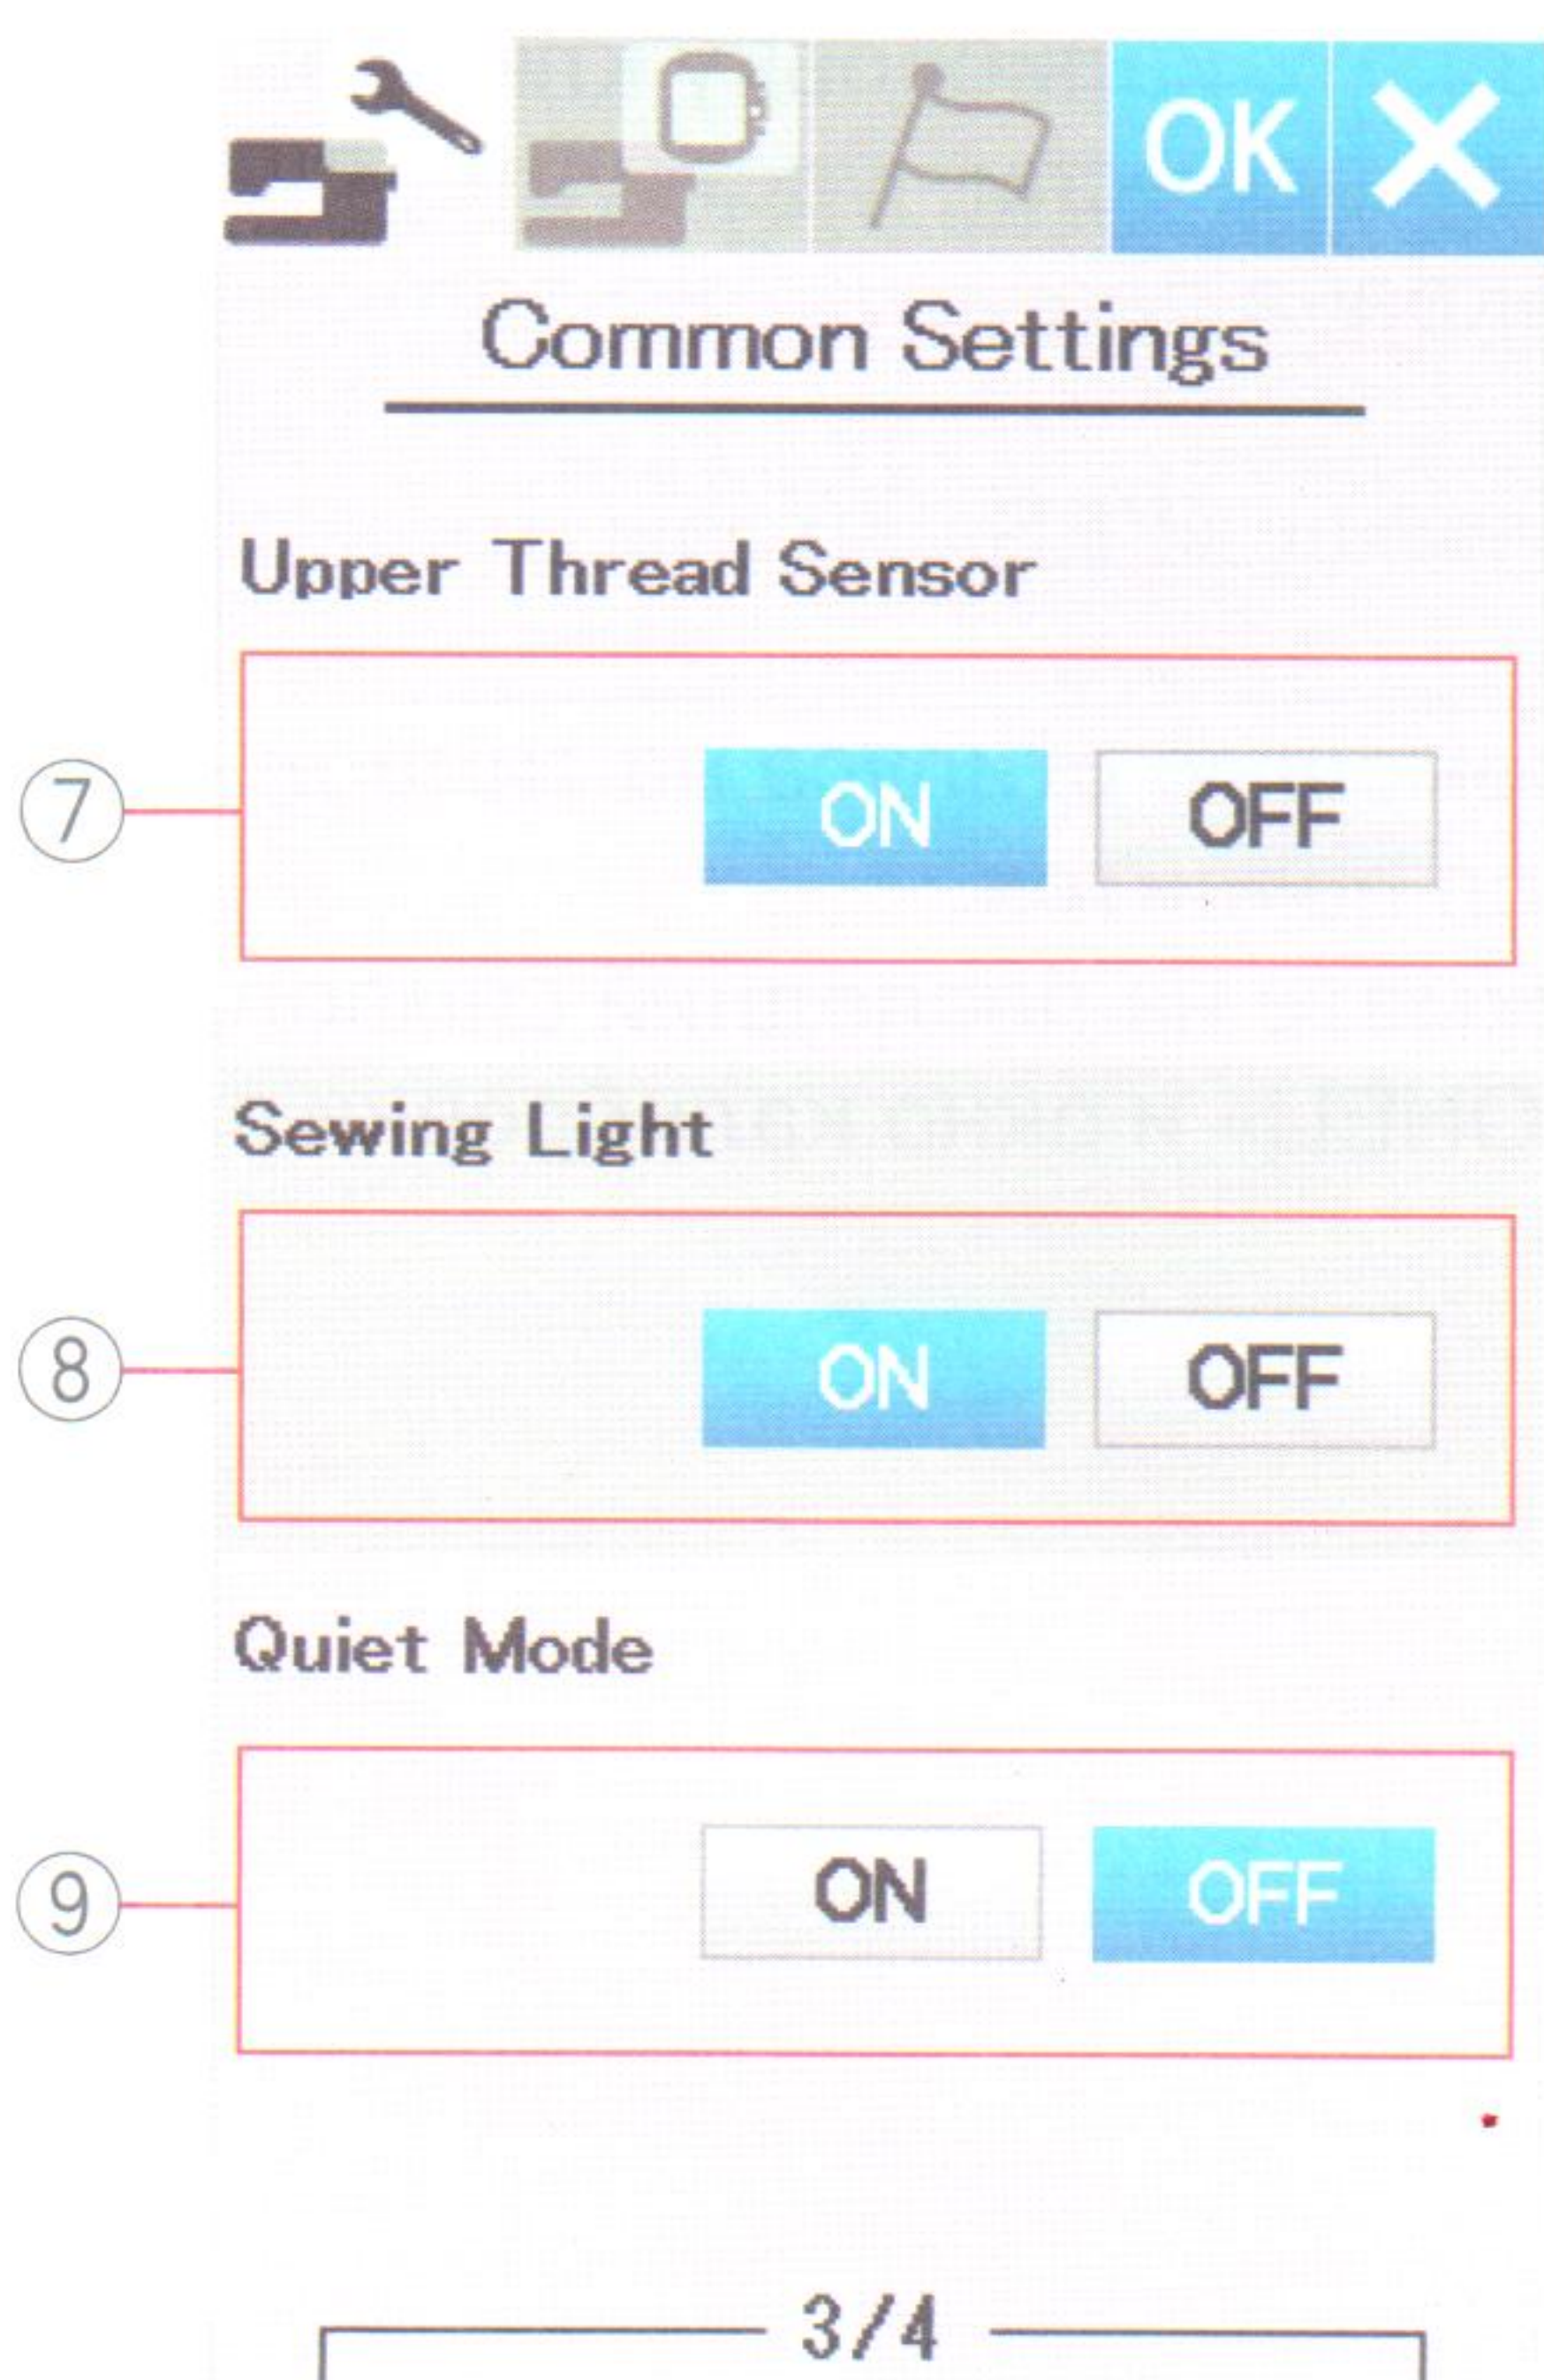 OK ×
Common Settings
Upper Thread Sensor
⑦ ON OFF
Sewing Light
⑧ ON OFF
Quiet Mode
⑨ ON OFF
3/4